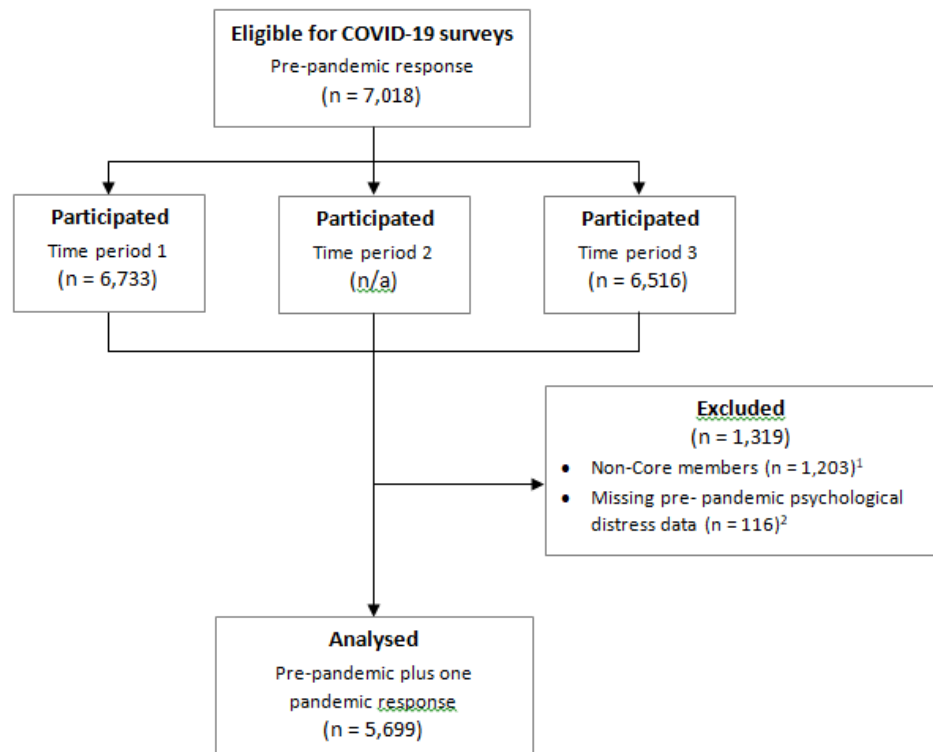 Eligible for COVID-19 surveys
Pre-pandemic response
(n = 7,018)
Participated
Time period 1
(n = 6,733)
Participated
Time period 2
(n/a)
Participated
Time period 3
(n = 6,516)
Excluded
(n = 1,319)
• Non-Core members (n = 1,203)¹
• Missing pre- pandemic psychological
distress data (n = 116)²
Analysed
Pre-pandemic plus one
pandemic response
(n = 5,699)